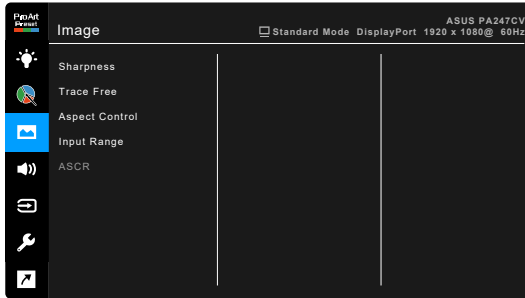 ProArt
Preset
Image
ASUS PA247CV
Standard Mode DisplayPort 1920 x 1080@ 60Hz
Sharpness
Trace Free
Aspect Control
Input Range
ASCR